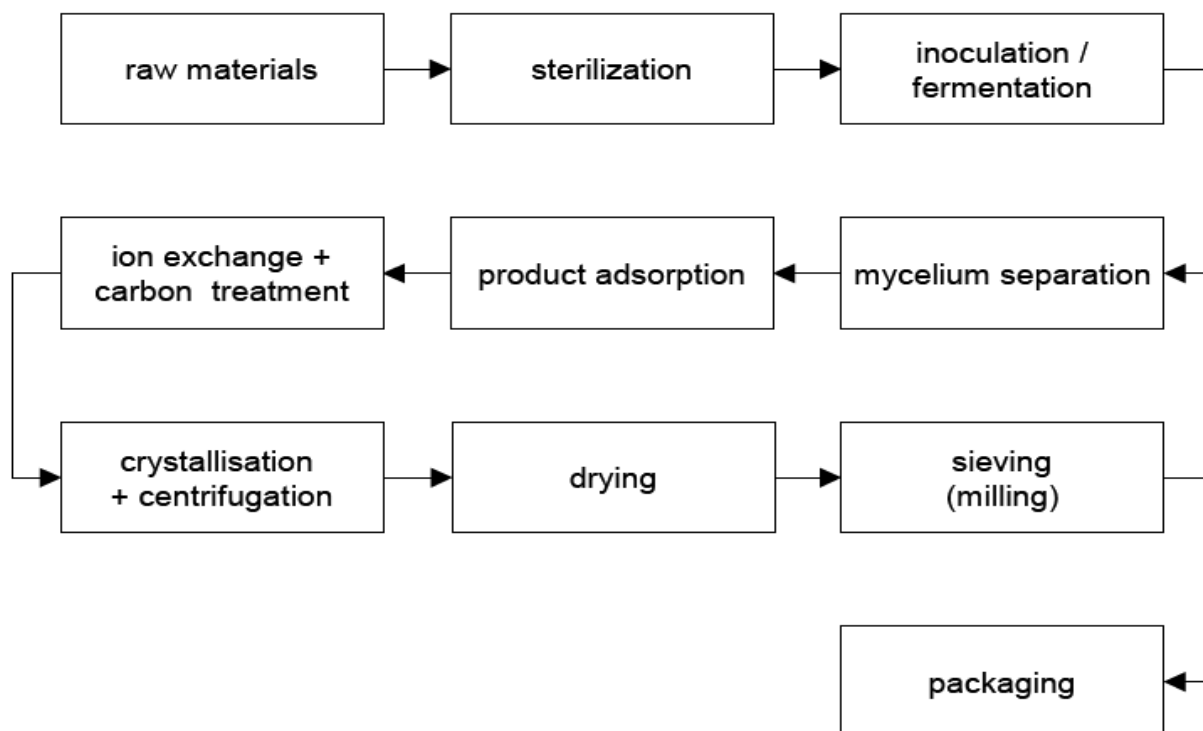 raw materials
sterilization
inoculation /
fermentation
mycelium separation
product adsorption
ion exchange +
carbon treatment
crystallisation
+ centrifugation
drying
sieving
(milling)
packaging